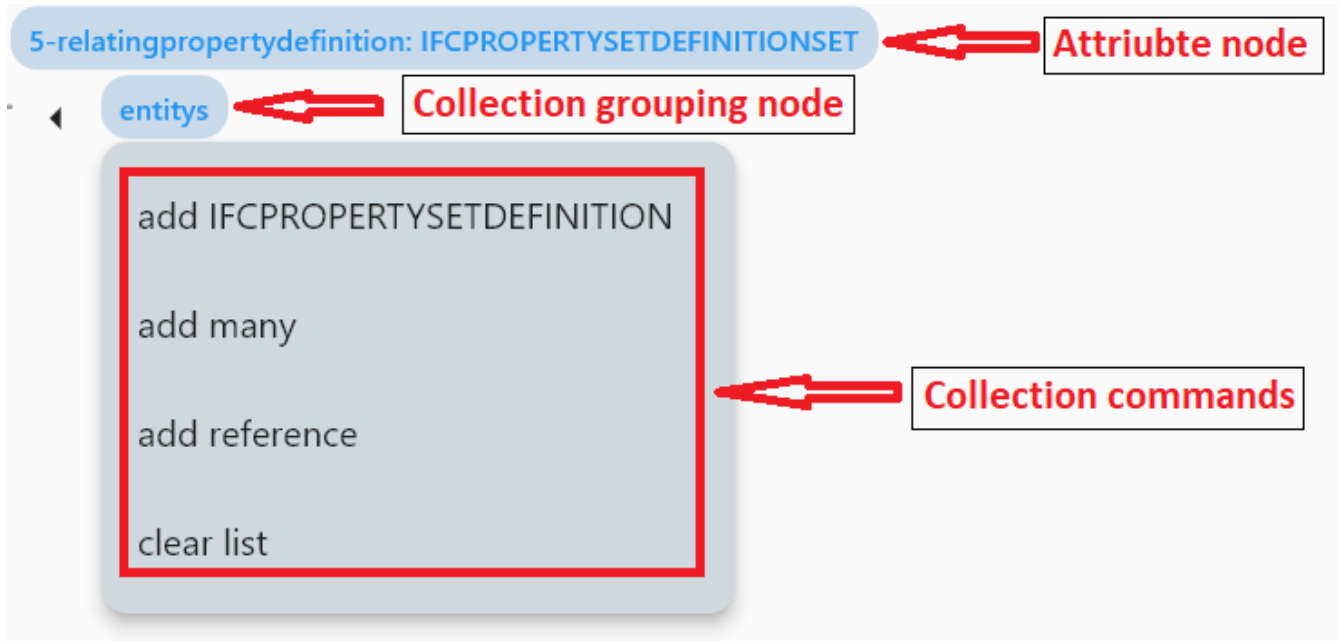 5-relatingpropertydefinition: IFCPROPERTYSETDEFINITIONSET
Attriubte node
entitys
Collection grouping node
add IFCPROPERTYSETDEFINITION
add many
add reference
Collection commands
clear list